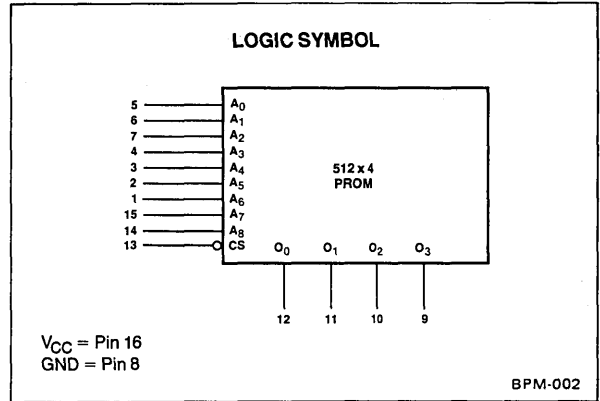 LOGIC SYMBOL
5 A0
6 A1
7 A2
4 A3
3 A4
2 A5
1 A6
15 A7
14 A8
13 CS
512 x 4
PROM
O0 O1 O2 O3
12 11 10 9
VCC = Pin 16
GND = Pin 8
BPM-002